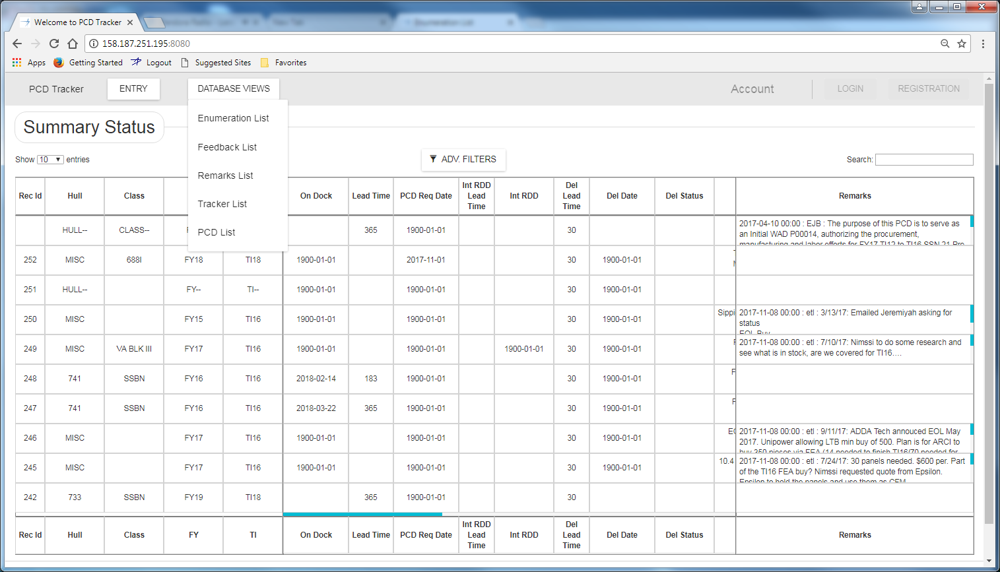 Welcome to PCD Tracker
New Tab
Enumeration List
158.187.251.195:8080
Apps Getting Started Logout Suggested Sites Favorites
PCD Tracker ENTRY DATABASE VIEWS Account LOGIN REGISTRATION
Enumeration List
Feedback List
Remarks List
Tracker List
PCD List
Summary Status
Show 10 entries ADV. FILTERS Search:
Rec Id Hull Class On Dock Lead Time PCD Req Date Int RDD Lead Time Int RDD Del Lead Time Del Date Del Status Remarks
HULL-- CLASS-- 365 1900-01-01 30
2017-04-10 00:00 : EJB : The purpose of this PCD is to serve as
an Initial WAD P00014, authorizing the procurement,
manufacturing and labor efforts for FY17 TI12 to TI16 SSN 21 Pre
252 MISC 688I FY18 TI18 1900-01-01 2017-11-01 30 1900-01-01
251 HULL-- FY-- TI-- 1900-01-01 1900-01-01 30 1900-01-01
250 MISC FY15 TI16 1900-01-01 1900-01-01 30 1900-01-01 Sippi
2017-11-08 00:00 : etl : 3/13/17: Emailed Jeremiyah asking for
status
EOL Buy
249 MISC VA BLK III FY17 TI16 1900-01-01 1900-01-01 1900-01-01 30 1900-01-01
2017-11-08 00:00 : etl : 7/10/17: Nimssi to do some research and
see what is in stock, are we covered for TI16....
248 741 SSBN FY16 TI16 2018-02-14 183 1900-01-01 30 1900-01-01 F
247 741 SSBN FY16 TI16 2018-03-22 365 1900-01-01 30 1900-01-01
246 MISC FY17 TI16 1900-01-01 1900-01-01 30 1900-01-01
2017-11-08 00:00 : etl : 9/11/17: ADDA Tech annouced EOL May
2017. Unipower allowing LTB min buy of 500. Plan is for ARCI to
buy 350 pieces via FEA (14 needed to finish TI16/70 needed for
245 MISC FY17 TI16 1900-01-01 1900-01-01 30 1900-01-01 10.4
2017-11-08 00:00 : etl : 7/24/17: 30 panels needed. $600 per. Part
of the TI16 FEA buy? Nimssi requested quote from Epsilon.
Epsilon to hold the panels and use them as CFM
242 733 SSBN FY19 TI18 365 1900-01-01 30
Rec Id Hull Class FY TI On Dock Lead Time PCD Req Date Int RDD Lead Time Int RDD Del Lead Time Del Date Del Status Remarks